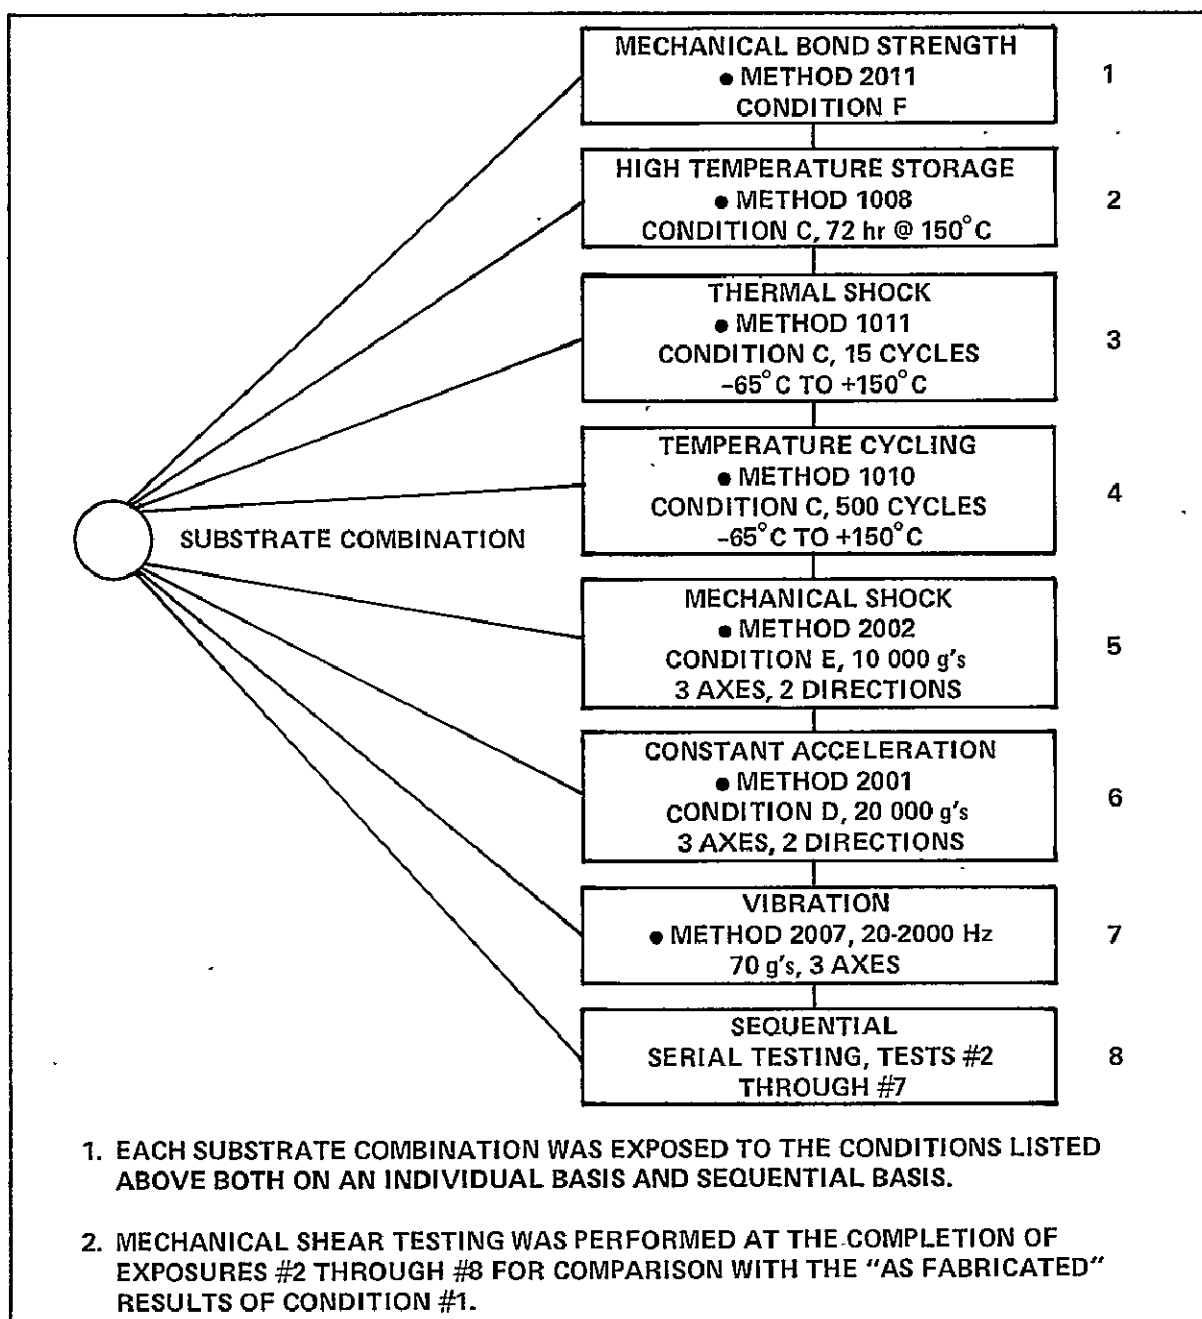 MECHANICAL BOND STRENGTH
● METHOD 2011
CONDITION F
1
HIGH TEMPERATURE STORAGE
● METHOD 1008
CONDITION C, 72 hr @ 150°C
2
THERMAL SHOCK
● METHOD 1011
CONDITION C, 15 CYCLES
-65°C TO +150°C
3
TEMPERATURE CYCLING
● METHOD 1010
CONDITION C, 500 CYCLES
-65°C TO +150°C
4
SUBSTRATE COMBINATION
MECHANICAL SHOCK
● METHOD 2002
CONDITION E, 10 000 g's
3 AXES, 2 DIRECTIONS
5
CONSTANT ACCELERATION
● METHOD 2001
CONDITION D, 20 000 g's
3 AXES, 2 DIRECTIONS
6
VIBRATION
● METHOD 2007, 20-2000 Hz
70 g's, 3 AXES
7
SEQUENTIAL
SERIAL TESTING, TESTS #2
THROUGH #7
8
1. EACH SUBSTRATE COMBINATION WAS EXPOSED TO THE CONDITIONS LISTED
ABOVE BOTH ON AN INDIVIDUAL BASIS AND SEQUENTIAL BASIS.
2. MECHANICAL SHEAR TESTING WAS PERFORMED AT THE COMPLETION OF
EXPOSURES #2 THROUGH #8 FOR COMPARISON WITH THE "AS FABRICATED"
RESULTS OF CONDITION #1.